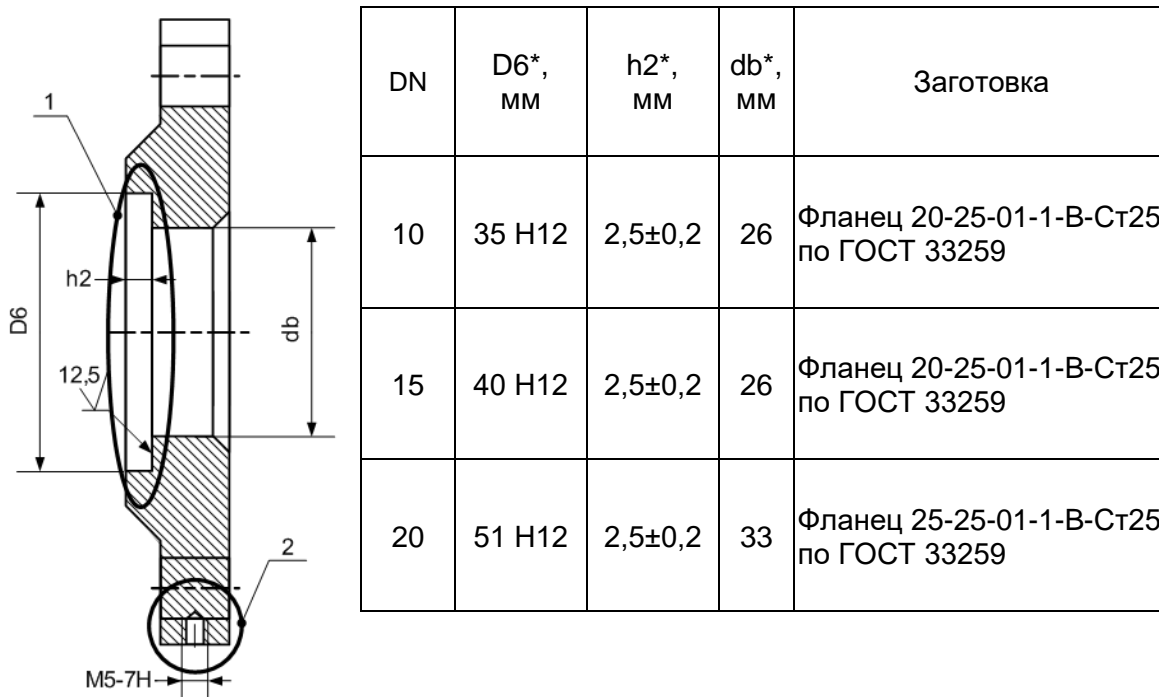 1
D6
h2
12,5
db
2
M5-7H
DN D6*, мм h2*, мм db*, мм Заготовка
10 35 H12 2,5±0,2 26 Фланец 20-25-01-1-В-Ст25 по ГОСТ 33259
15 40 H12 2,5±0,2 26 Фланец 20-25-01-1-В-Ст25 по ГОСТ 33259
20 51 H12 2,5±0,2 33 Фланец 25-25-01-1-В-Ст25 по ГОСТ 33259